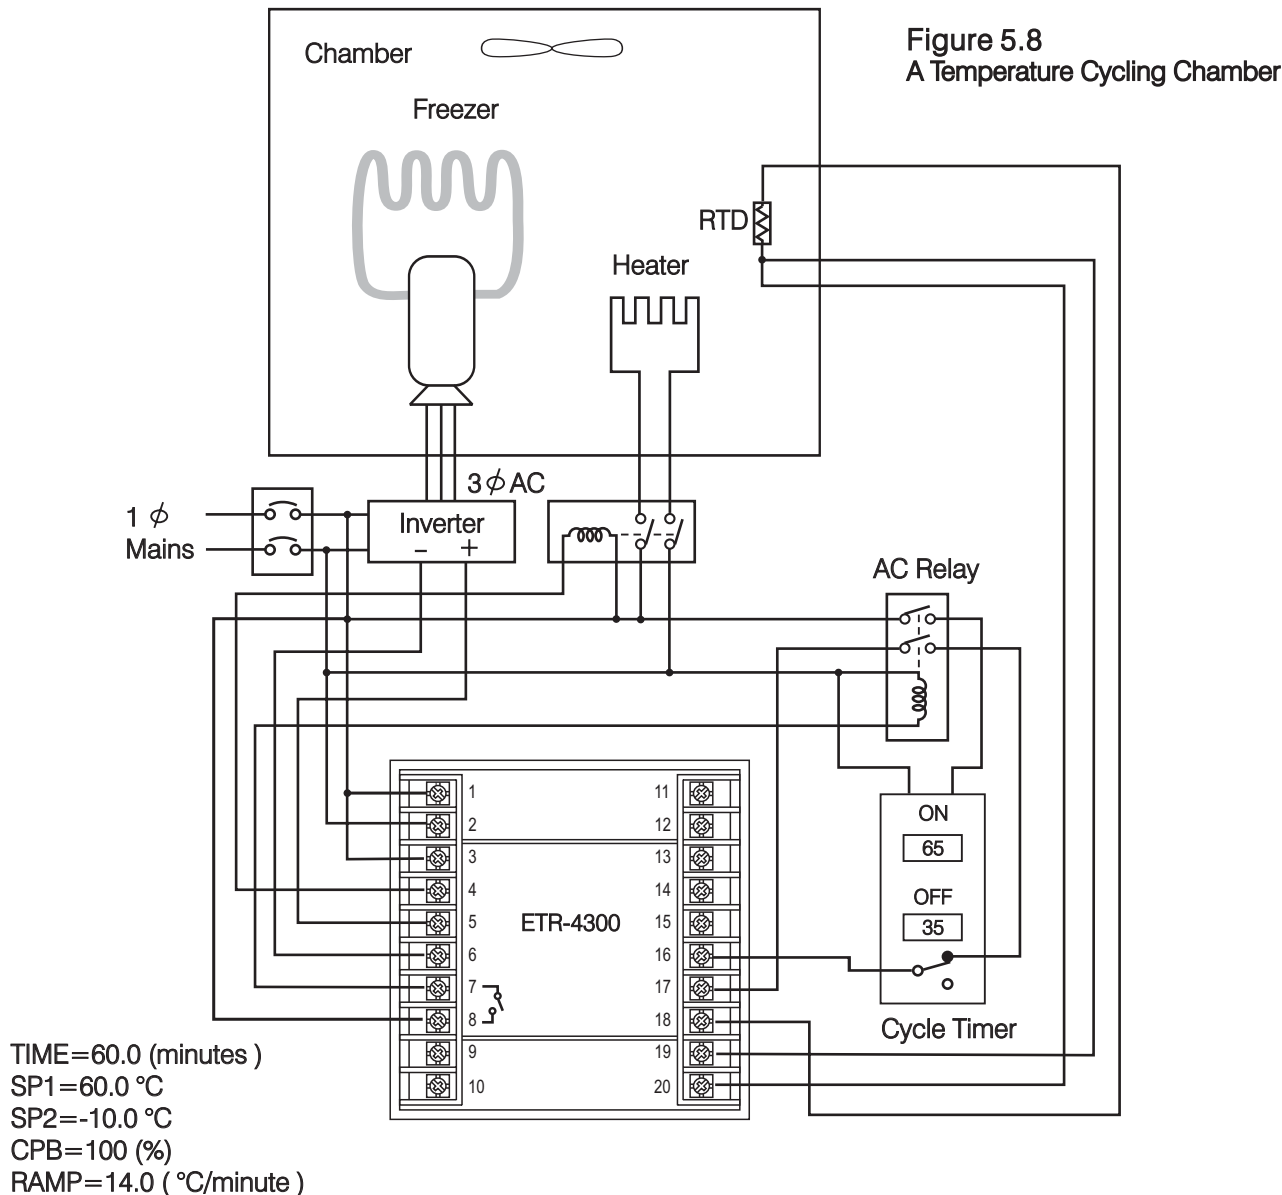 Figure 5.8
A Temperature Cycling Chamber
Chamber
Freezer
RTD
Heater
3 ϕ AC
1 ϕ
Mains
Inverter
− +
AC Relay
1
2
3
4
5
6
7
8
9
10
ETR-4300
11
12
13
14
15
16
17
18
19
20
ON
65
OFF
35
Cycle Timer
TIME=60.0 (minutes )
SP1=60.0 °C
SP2=-10.0 °C
CPB=100 (%)
RAMP=14.0 ( °C/minute )